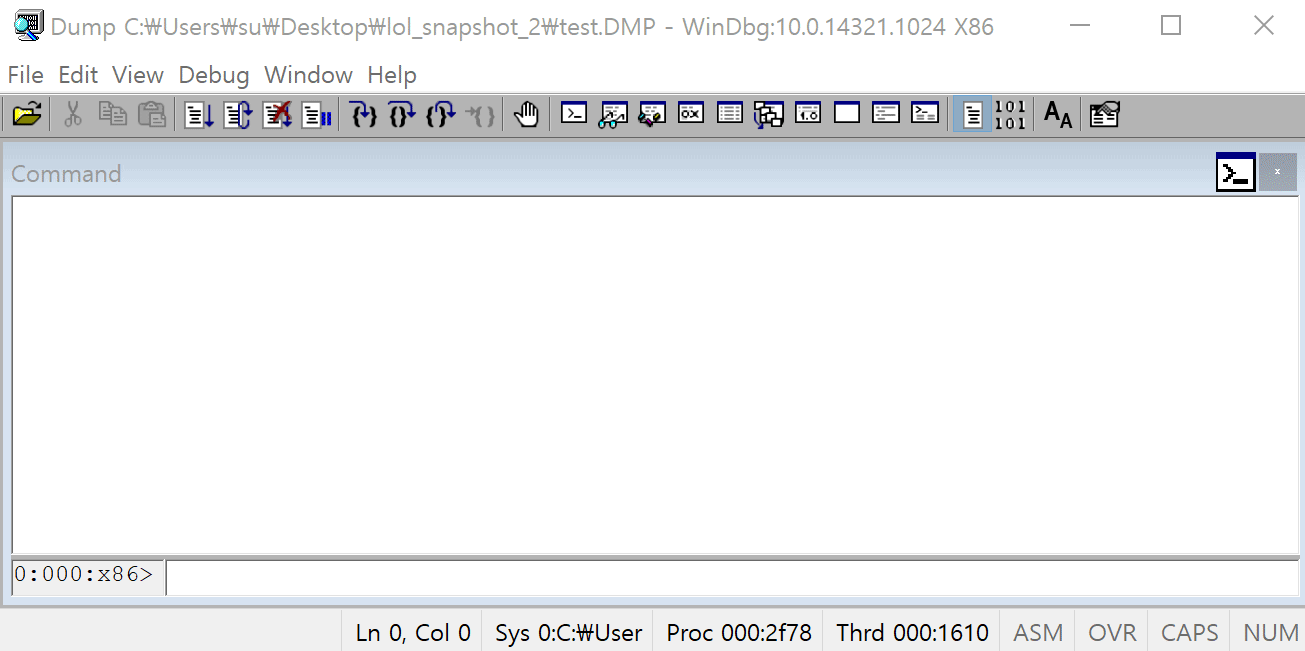 Dump C:₩Users₩su₩Desktop₩lol_snapshot_2₩test.DMP - WinDbg:10.0.14321.1024 X86
File Edit View Debug Window Help
Command
0:000:x86>
Ln 0, Col 0 Sys 0:C:₩User Proc 000:2f78 Thrd 000:1610 ASM OVR CAPS NUM